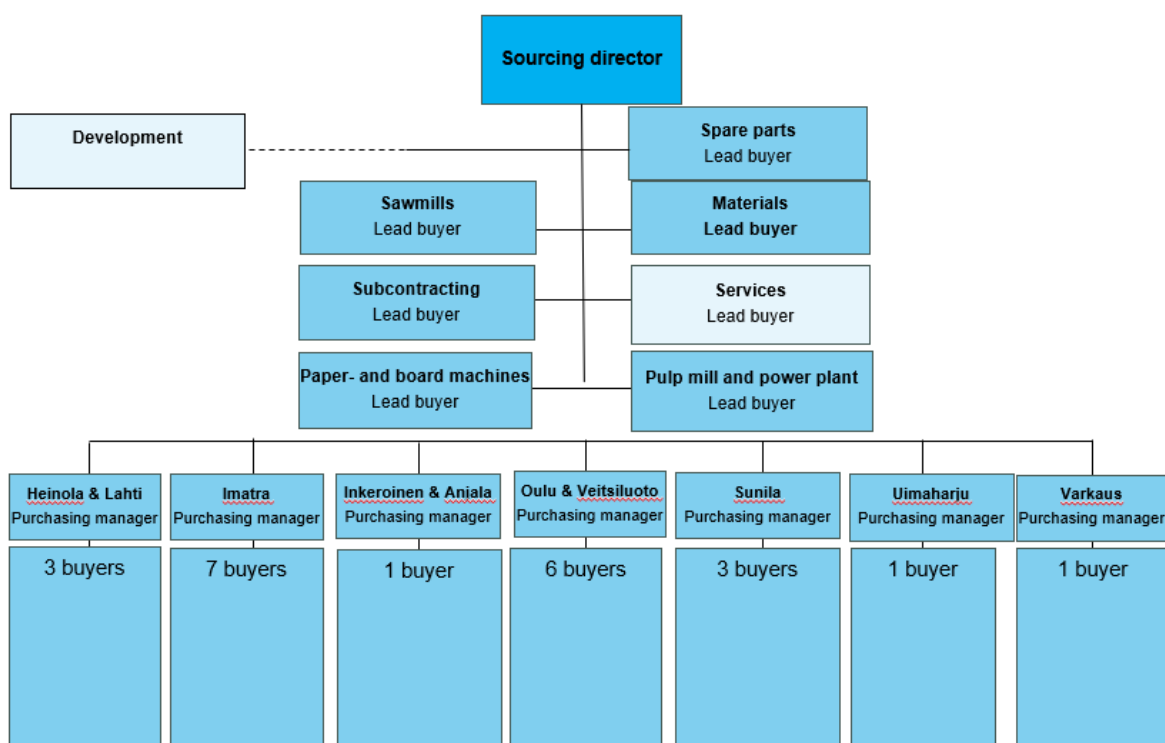 Sourcing director
Development
Spare parts
Lead buyer
Sawmills
Lead buyer
Materials
Lead buyer
Subcontracting
Lead buyer
Services
Lead buyer
Paper- and board machines
Lead buyer
Pulp mill and power plant
Lead buyer
Heinola & Lahti
Purchasing manager
Imatra
Purchasing manager
Inkeroinen & Anjala
Purchasing manager
Oulu & Veitsiluoto
Purchasing manager
Sunila
Purchasing manager
Uimaharju
Purchasing manager
Varkaus
Purchasing manager
3 buyers
7 buyers
1 buyer
6 buyers
3 buyers
1 buyer
1 buyer